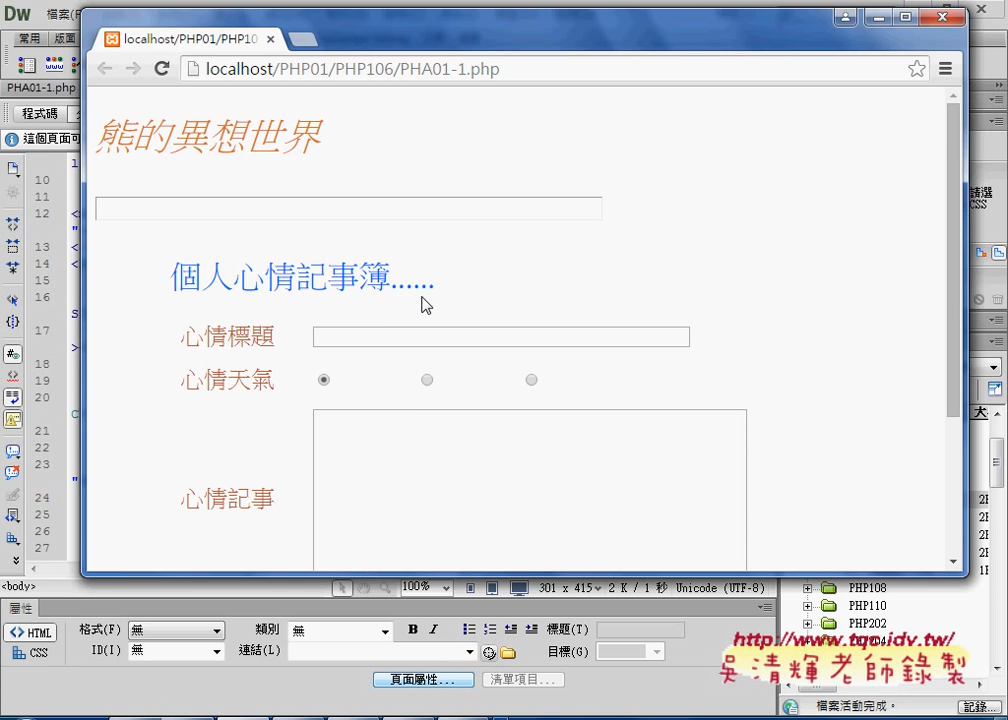 Dw 檔案(F
常用 版面
localhost/PHP01/PHP10
PHA01-1.php
localhost/PHP01/PHP106/PHA01-1.php
程式碼
這個頁面可
熊的異想世界
個人心情記事簿......
心情標題
心情天氣
心情記事
10
11
12
13
14
15
16
17
18
19
20
21
22
23
24
25
26
27
請選
CSS
<body>
100% 301 x 415 2 K / 1 秒 Unicode (UTF-8)
PHP108
PHP110
PHP202
屬性
HTML 格式(F) 無 類別 無 B I 標題(T)
CSS ID(I) 無 連結(L) 目標(G)
頁面屬性... 清單項目...
http://www.tqu.idv.tw/
吳清輝老師錄製
檔案活動完成。 記錄...